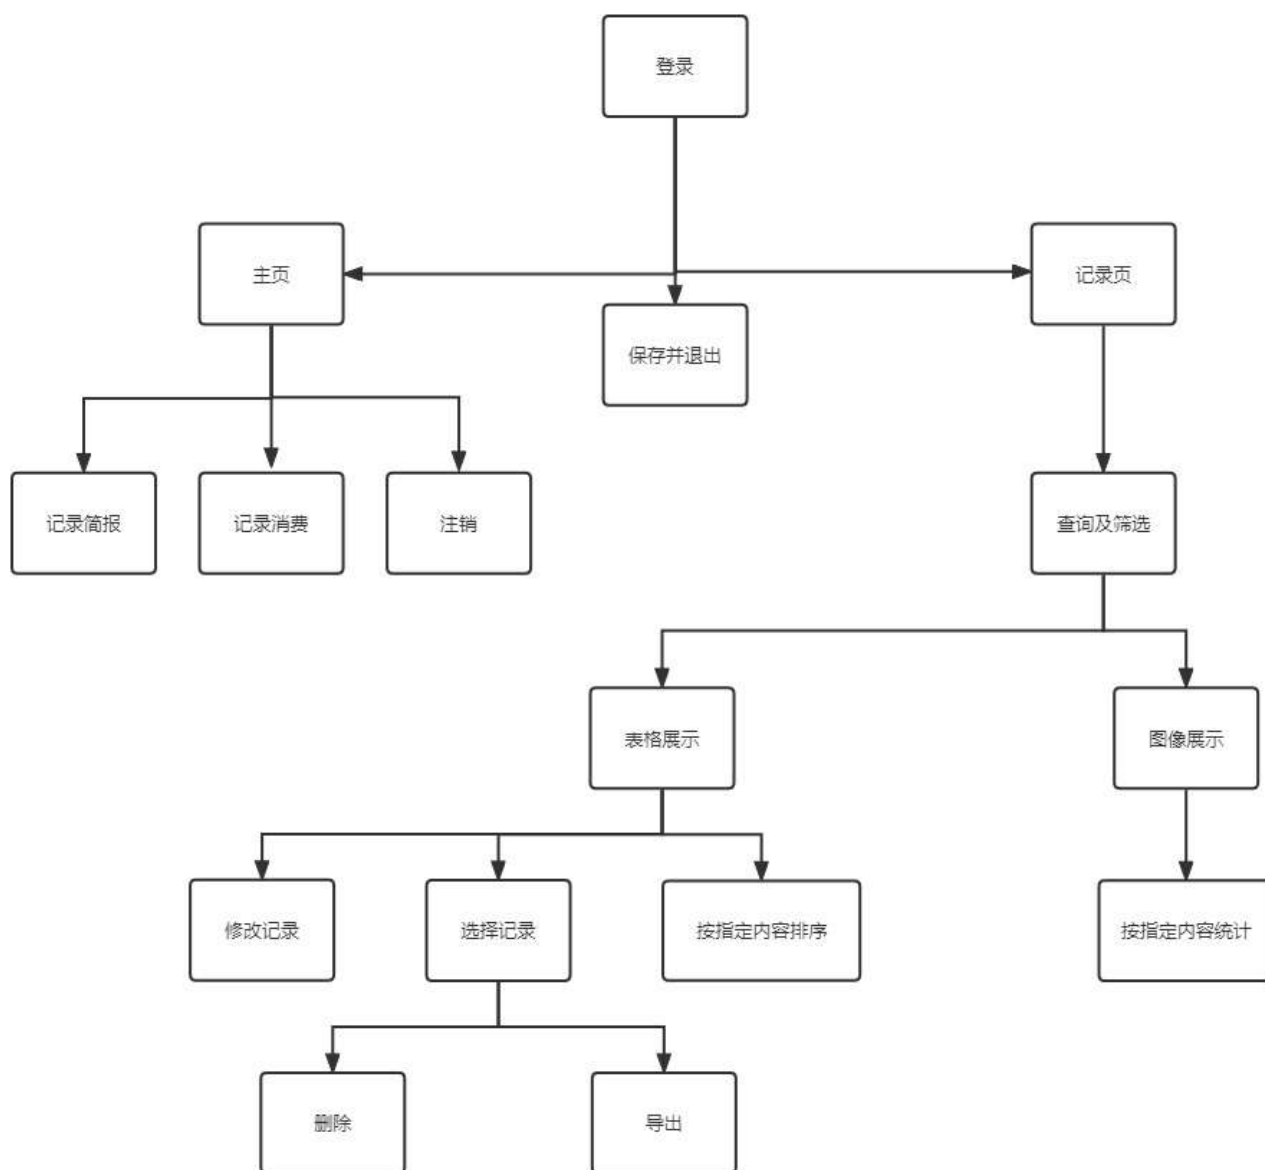 登录
主页
记录页
保存并退出
记录简报
记录消费
注销
查询及筛选
表格展示
图像展示
修改记录
选择记录
按指定内容排序
按指定内容统计
删除
导出